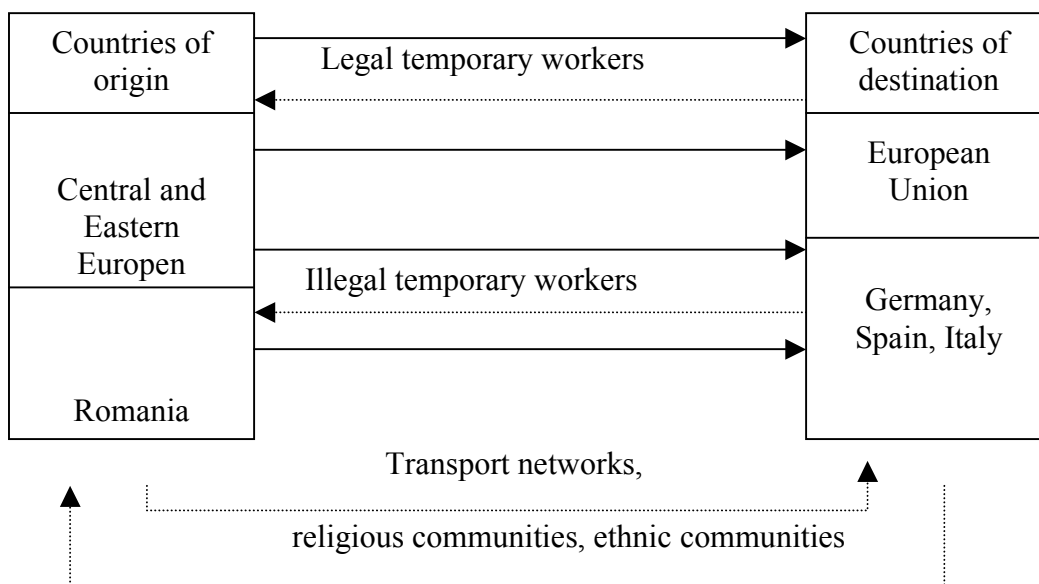 Countries of
origin
Legal temporary workers
Countries of
destination
Central and
Eastern
Europen
European
Union
Illegal temporary workers
Germany,
Spain, Italy
Romania
Transport networks,
religious communities, ethnic communities